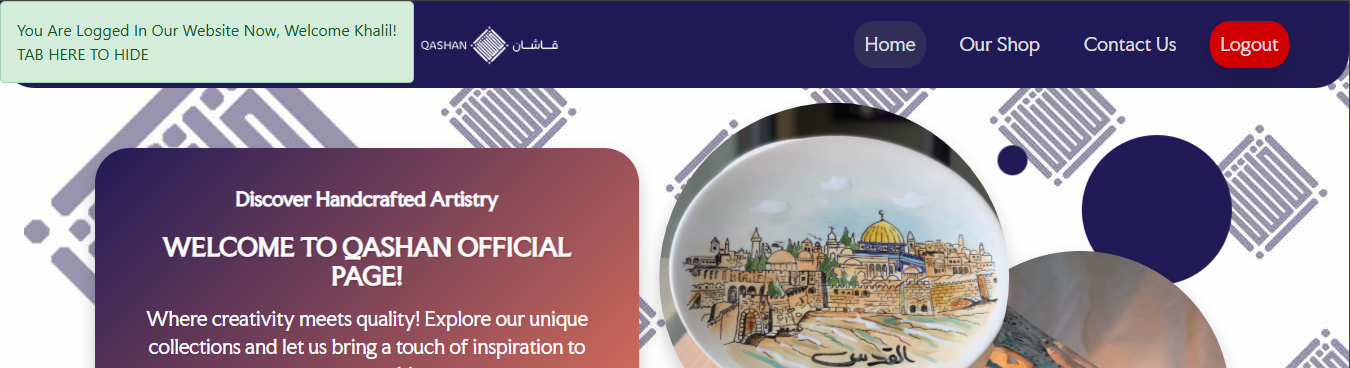 You Are Logged In Our Website Now, Welcome Khalil!
TAB HERE TO HIDE
QASHAN قاشان
Home
Our Shop
Contact Us
Logout
Discover Handcrafted Artistry
WELCOME TO QASHAN OFFICIAL
PAGE!
Where creativity meets quality! Explore our unique
collections and let us bring a touch of inspiration to
القدس